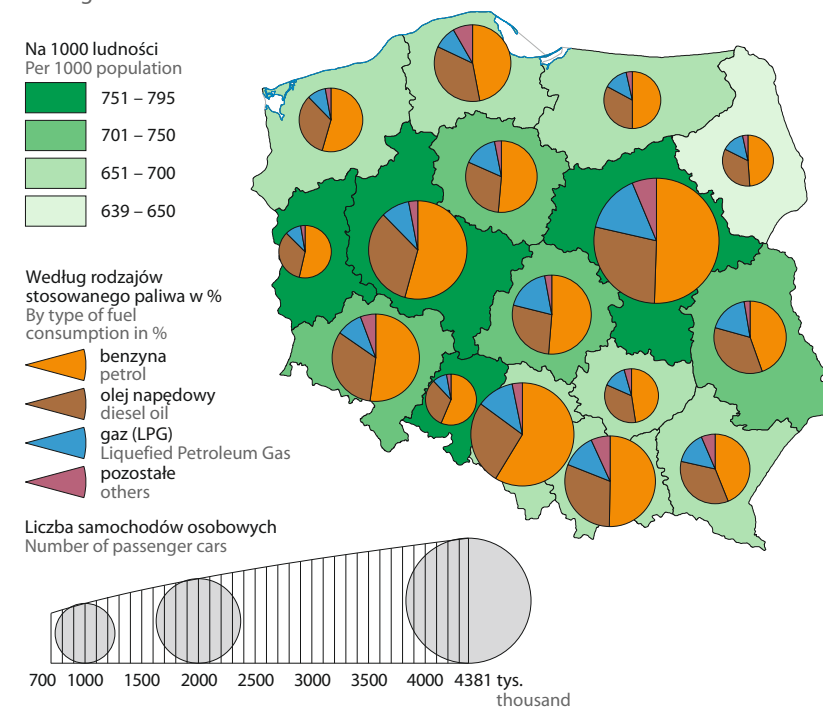 Na 1000 ludności
Per 1000 population
751 – 795
701 – 750
651 – 700
639 – 650
Według rodzajów
stosowanego paliwa w %
By type of fuel
consumption in %
benzyna
petrol
olej napędowy
diesel oil
gaz (LPG)
Liquefied Petroleum Gas
pozostałe
others
Liczba samochodów osobowych
Number of passenger cars
700 1000 1500 2000 2500 3000 3500 4000 4381 tys.
thousand